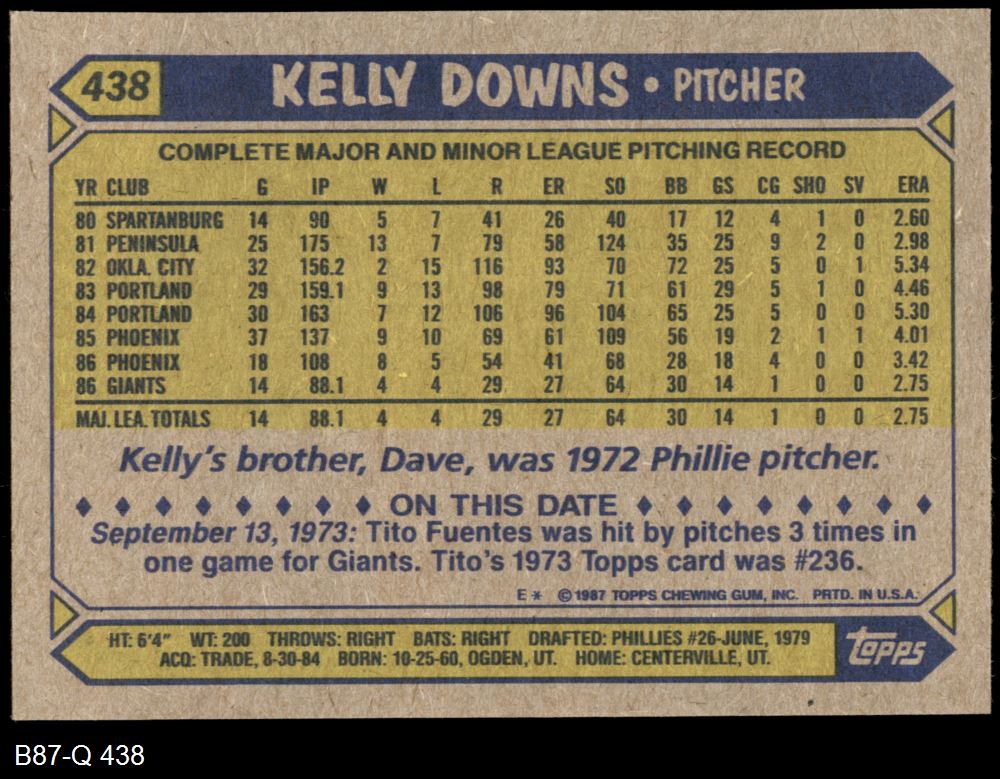 438 KELLY DOWNS • PITCHER
COMPLETE MAJOR AND MINOR LEAGUE PITCHING RECORD
YR CLUB G IP W L R ER SO BB GS CG SHO SV ERA
80 SPARTANBURG 14 90 5 7 41 26 40 17 12 4 1 0 2.60
81 PENINSULA 25 175 13 7 79 58 124 35 25 9 2 0 2.98
82 OKLA. CITY 32 156.2 2 15 116 93 70 72 25 5 0 1 5.34
83 PORTLAND 29 159.1 9 13 98 79 71 61 29 5 1 0 4.46
84 PORTLAND 30 163 7 12 106 96 104 65 25 5 0 0 5.30
85 PHOENIX 37 137 9 10 69 61 109 56 19 2 1 1 4.01
86 PHOENIX 18 108 8 5 54 41 68 28 18 4 0 0 3.42
86 GIANTS 14 88.1 4 4 29 27 64 30 14 1 0 0 2.75
MAJ. LEA. TOTALS 14 88.1 4 4 29 27 64 30 14 1 0 0 2.75
Kelly's brother, Dave, was 1972 Phillie pitcher.
ON THIS DATE
September 13, 1973: Tito Fuentes was hit by pitches 3 times in
one game for Giants. Tito's 1973 Topps card was #236.
E * © 1987 TOPPS CHEWING GUM, INC. PRTD. IN U.S.A.
HT: 6'4" WT: 200 THROWS: RIGHT BATS: RIGHT DRAFTED: PHILLIES #26-JUNE, 1979
ACQ: TRADE, 8-30-84 BORN: 10-25-60, OGDEN, UT. HOME: CENTERVILLE, UT.
topps
B87-Q 438